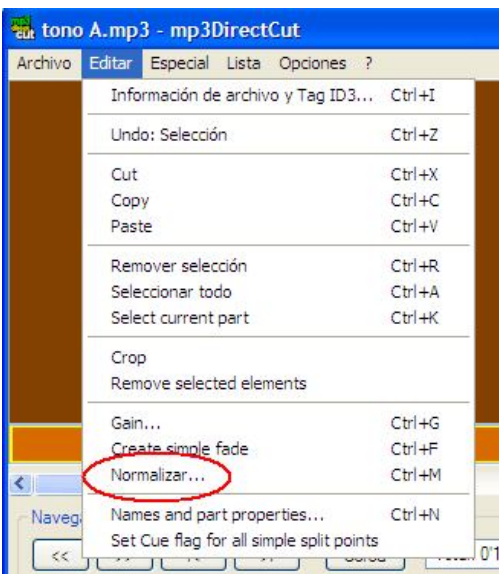 tono A.mp3 - mp3DirectCut
Archivo Editar Especial Lista Opciones ?
Información de archivo y Tag ID3... Ctrl+I
Undo: Selección Ctrl+Z
Cut Ctrl+X
Copy Ctrl+C
Paste Ctrl+V
Remover selección Ctrl+R
Seleccionar todo Ctrl+A
Select current part Ctrl+K
Crop
Remove selected elements
Gain... Ctrl+G
Create simple fade Ctrl+F
Normalizar... Ctrl+M
Names and part properties... Ctrl+N
Set Cue flag for all simple split points
<<